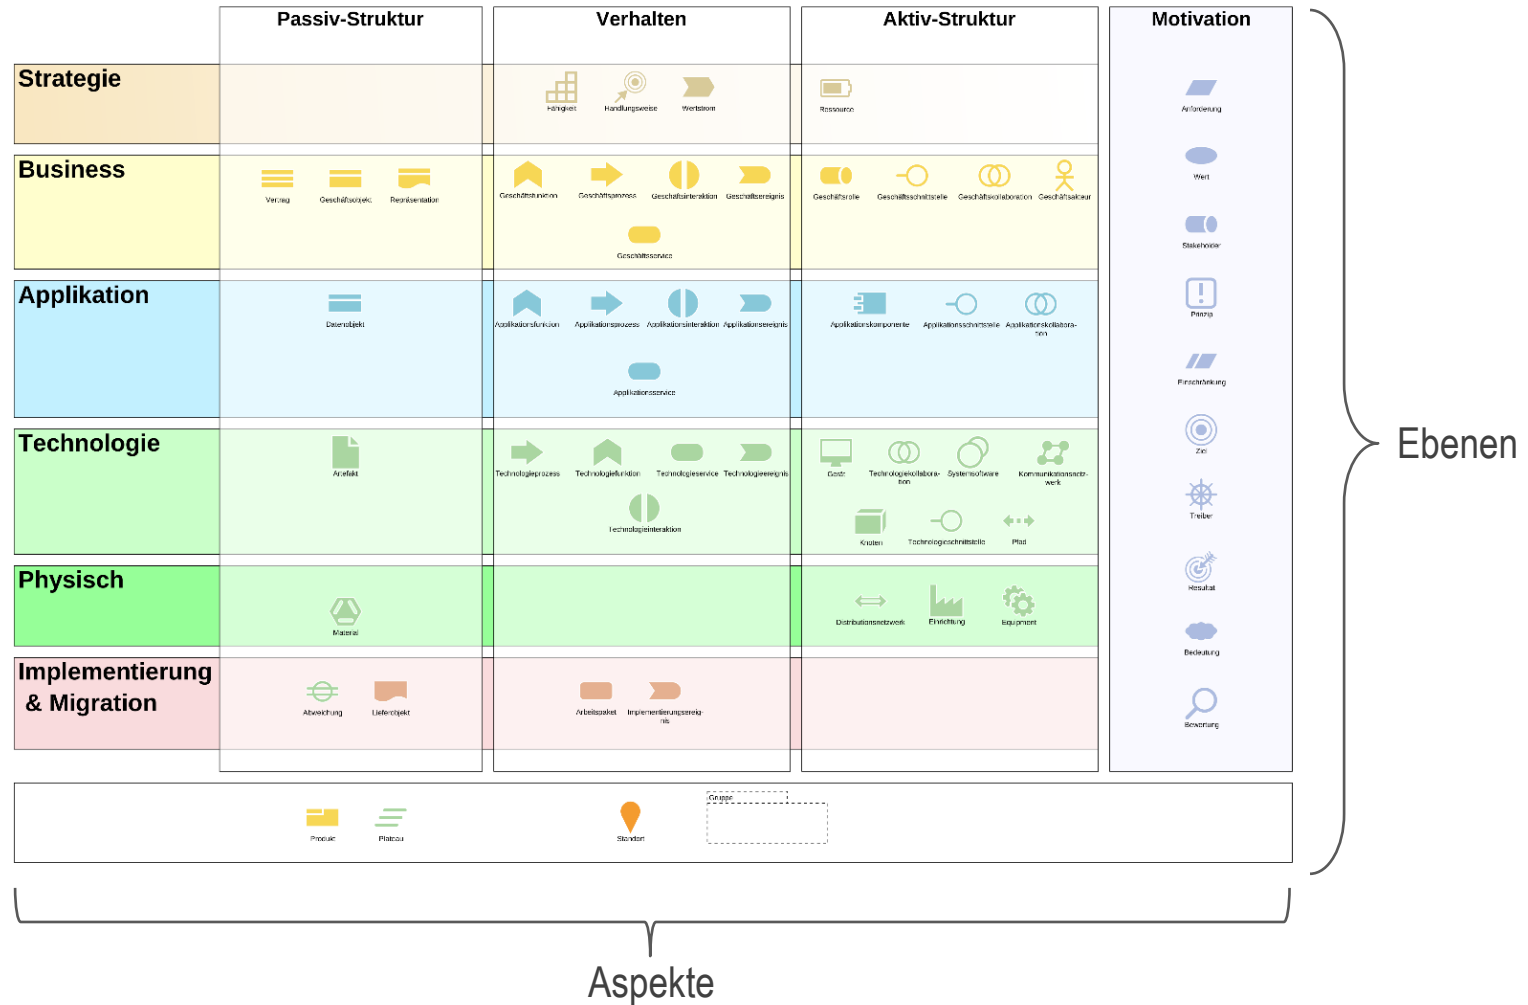 Passiv-Struktur
Verhalten
Aktiv-Struktur
Motivation
Strategie
Fähigkeit
Handlungsweise
Wertstrom
Ressource
Business
Vertrag
Geschäftsobjekt
Repräsentation
Geschäftsfunktion
Geschäftsprozess
Geschäftsinteraktion
Geschäftsereignis
Geschäftsservice
Geschäftsrolle
Geschäftsschnittstelle
Geschäftskollaboration
Geschäftsakteur
Applikation
Datenobjekt
Applikationsfunktion
Applikationsprozess
Applikationsinteraktion
Applikationsereignis
Applikationsservice
Applikationskomponente
Applikationsschnittstelle
Applikationskollabora-
tion
Technologie
Artefakt
Technologieprozess
Technologiefunktion
Technologieservice
Technologieereignis
Technologieinteraktion
Gerät
Technologiekollabora-
tion
Systemsoftware
Kommunikationsnetz-
werk
Knoten
Technologieschnittstelle
Pfad
Physisch
Material
Distributionsnetzwerk
Einrichtung
Equipment
Implementierung
& Migration
Abweichung
Lieferobjekt
Arbeitspaket
Implementierungsereig-
nis
Anforderung
Wert
Stakeholder
Prinzip
Einschränkung
Ziel
Treiber
Resultat
Bedeutung
Bewertung
Produkt
Plateau
Standort
Gruppe
Ebenen
Aspekte